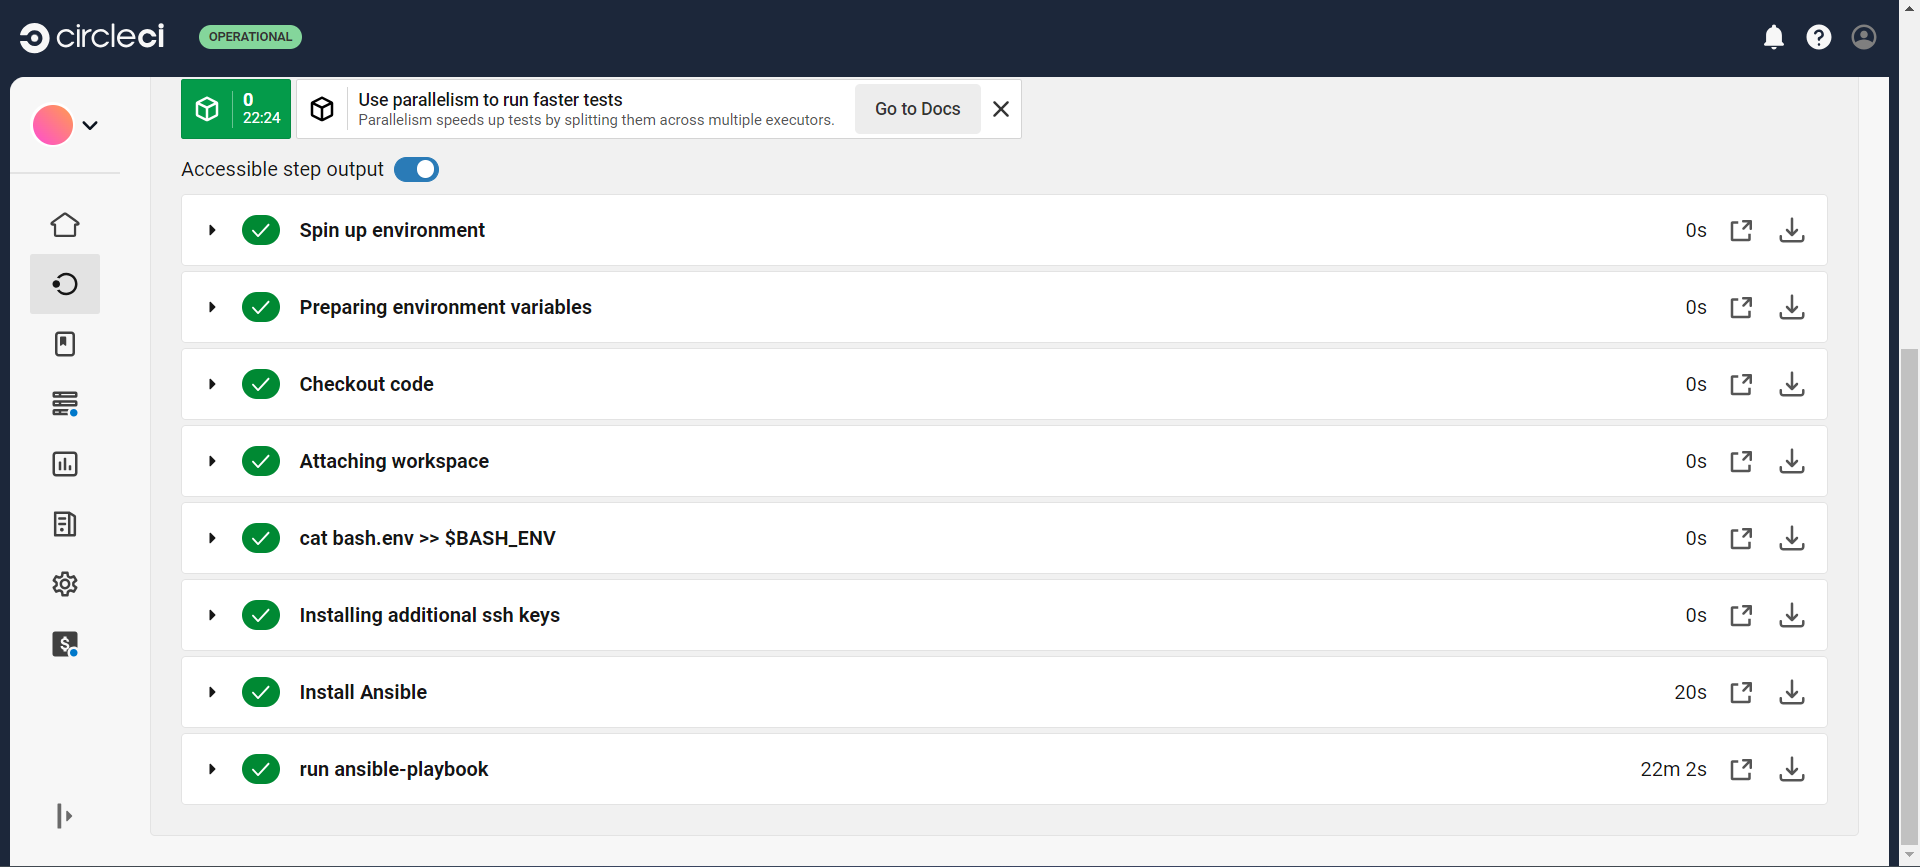 circleci
OPERATIONAL
0
22:24
Use parallelism to run faster tests
Parallelism speeds up tests by splitting them across multiple executors.
Go to Docs
Accessible step output
Spin up environment 0s
Preparing environment variables 0s
Checkout code 0s
Attaching workspace 0s
cat bash.env >> $BASH_ENV 0s
Installing additional ssh keys 0s
Install Ansible 20s
run ansible-playbook 22m 2s